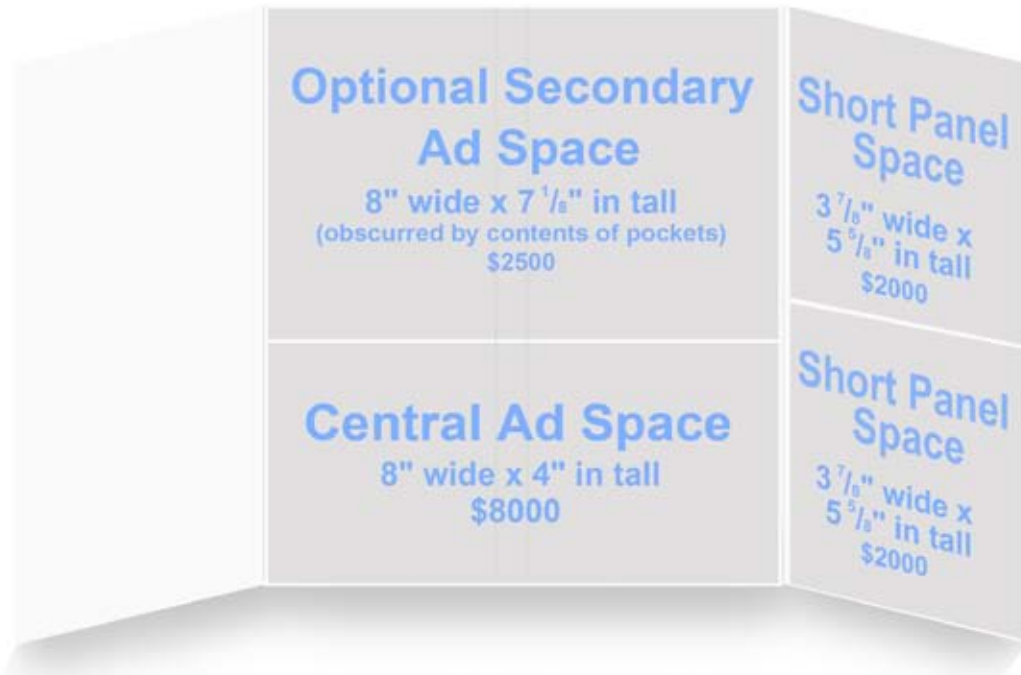 Optional Secondary
Ad Space
8" wide x 7 1/8" in tall
(obscurred by contents of pockets)
$2500
Central Ad Space
8" wide x 4" in tall
$8000
Short Panel
Space
3 7/8" wide x
5 5/8" in tall
$2000
Short Panel
Space
3 7/8" wide x
5 5/8" in tall
$2000